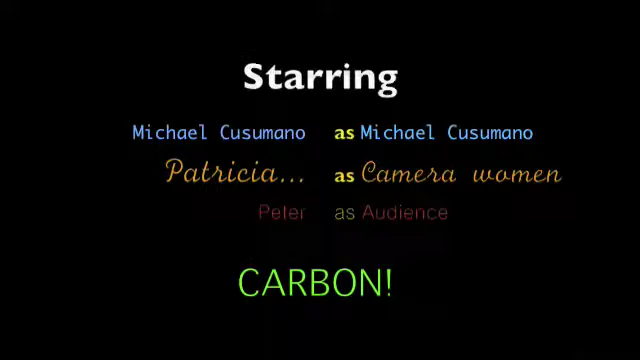 Starring
Michael Cusumano as Michael Cusumano
Patricia... as Camera women
Peter as Audience
CARBON!